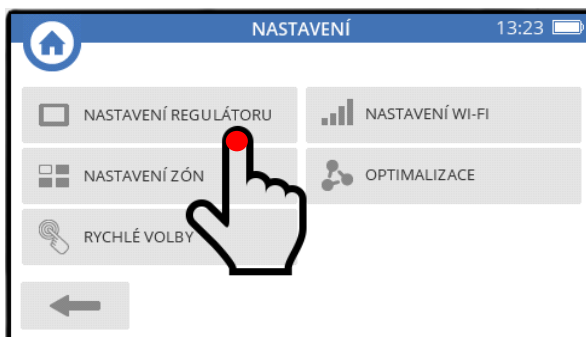 NASTAVENÍ
13:23
NASTAVENÍ REGULÁTORU
NASTAVENÍ WI-FI
NASTAVENÍ ZÓN
OPTIMALIZACE
RYCHLÉ VOLBY